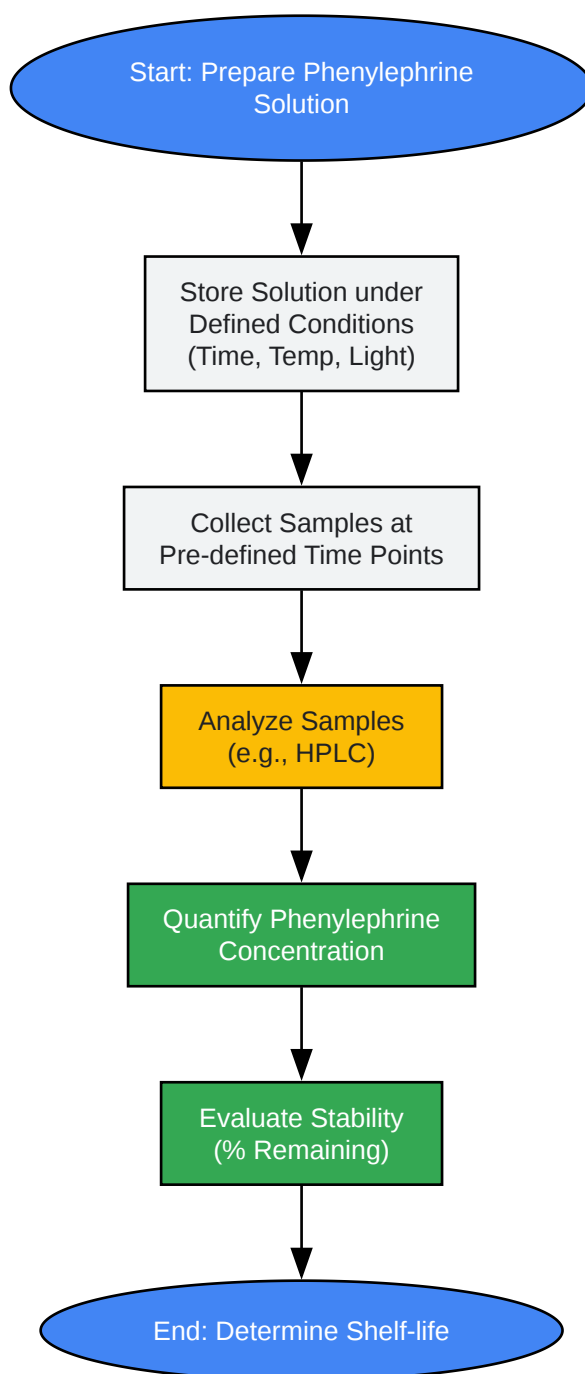 Start: Prepare Phenylephrine
Solution
Store Solution under
Defined Conditions
(Time, Temp, Light)
Collect Samples at
Pre-defined Time Points
Analyze Samples
(e.g., HPLC)
Quantify Phenylephrine
Concentration
Evaluate Stability
(% Remaining)
End: Determine Shelf-life